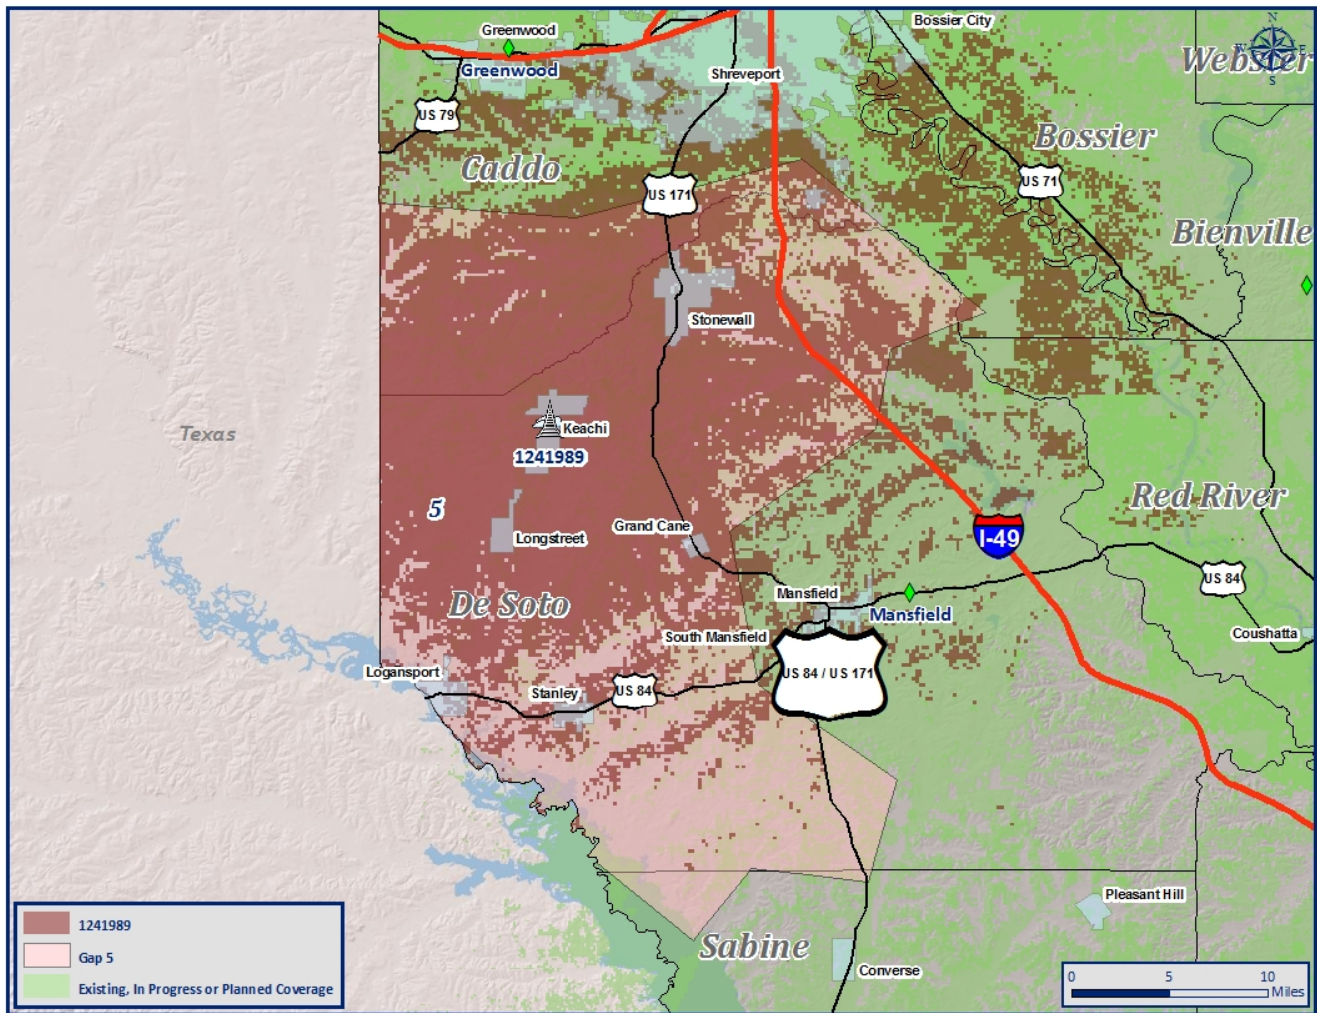 Greenwood
Greenwood
Bossier City
Webster
N
W
E
S
Shreveport
US 79
Caddo
Bossier
US 71
US 171
Bienville
Stonewall
Texas
Keachi
1241989
5
Longstreet
Grand Cane
Red River
I-49
De Soto
Mansfield
Mansfield
US 84
South Mansfield
Coushatta
US 84 / US 171
Logansport
Stanley
US 84
Pleasant Hill
Sabine
Converse
1241989
Gap 5
Existing, In Progress or Planned Coverage
0 5 10
Miles